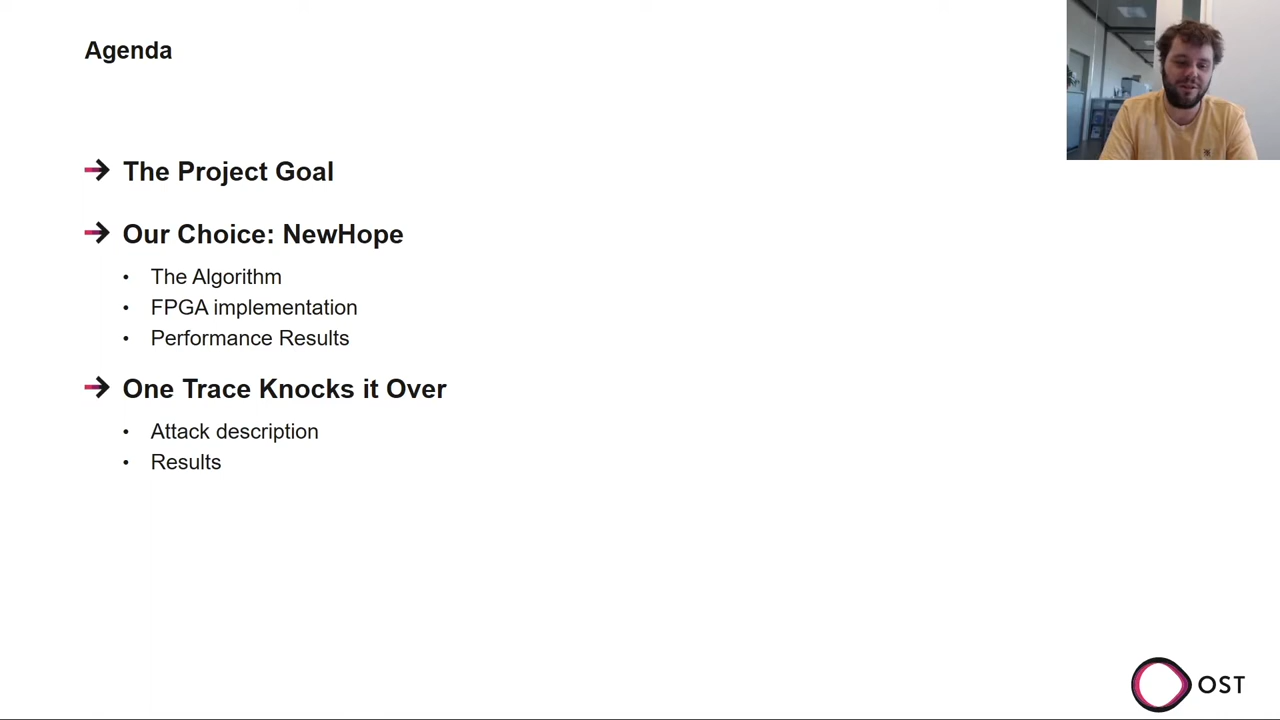 Agenda
The Project Goal
Our Choice: NewHope
• The Algorithm
• FPGA implementation
• Performance Results
One Trace Knocks it Over
• Attack description
• Results
OST